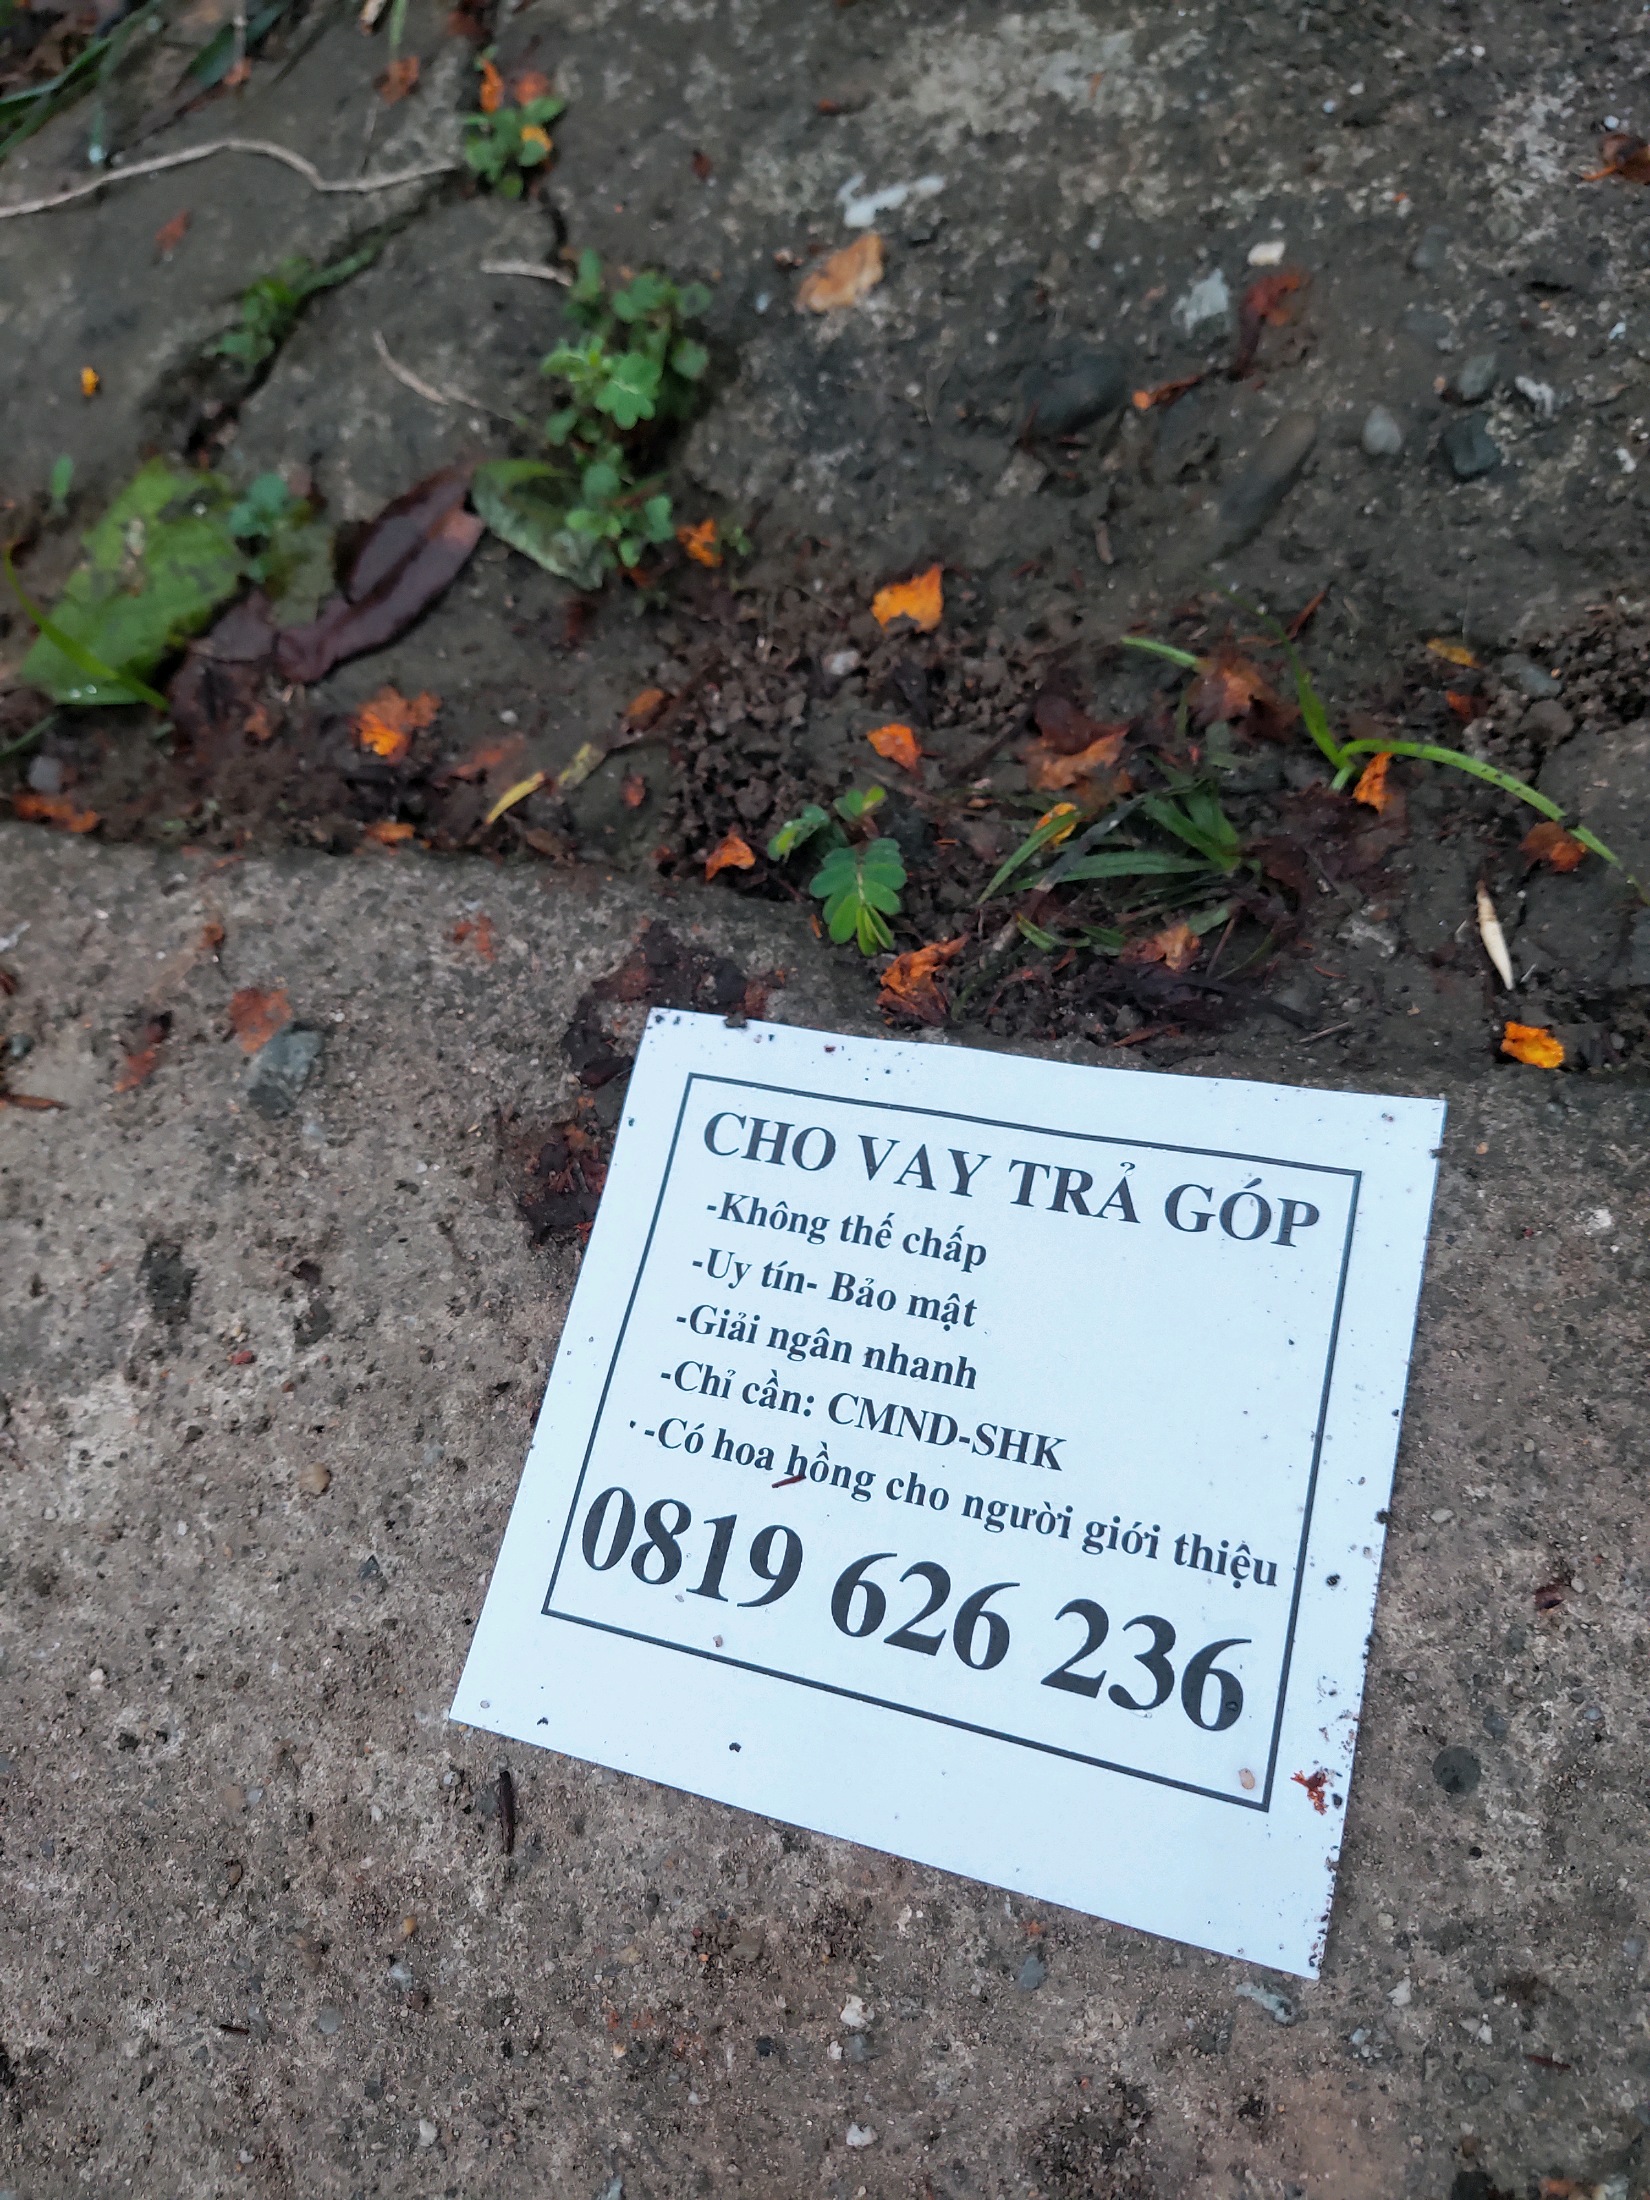 CHO VAY TRẢ GÓP
-Không thế chấp
-Uy tín- Bảo mật
-Giải ngân nhanh
-Chỉ cần: CMND-SHK
-Có hoa hồng cho người giới thiệu
0819 626 236